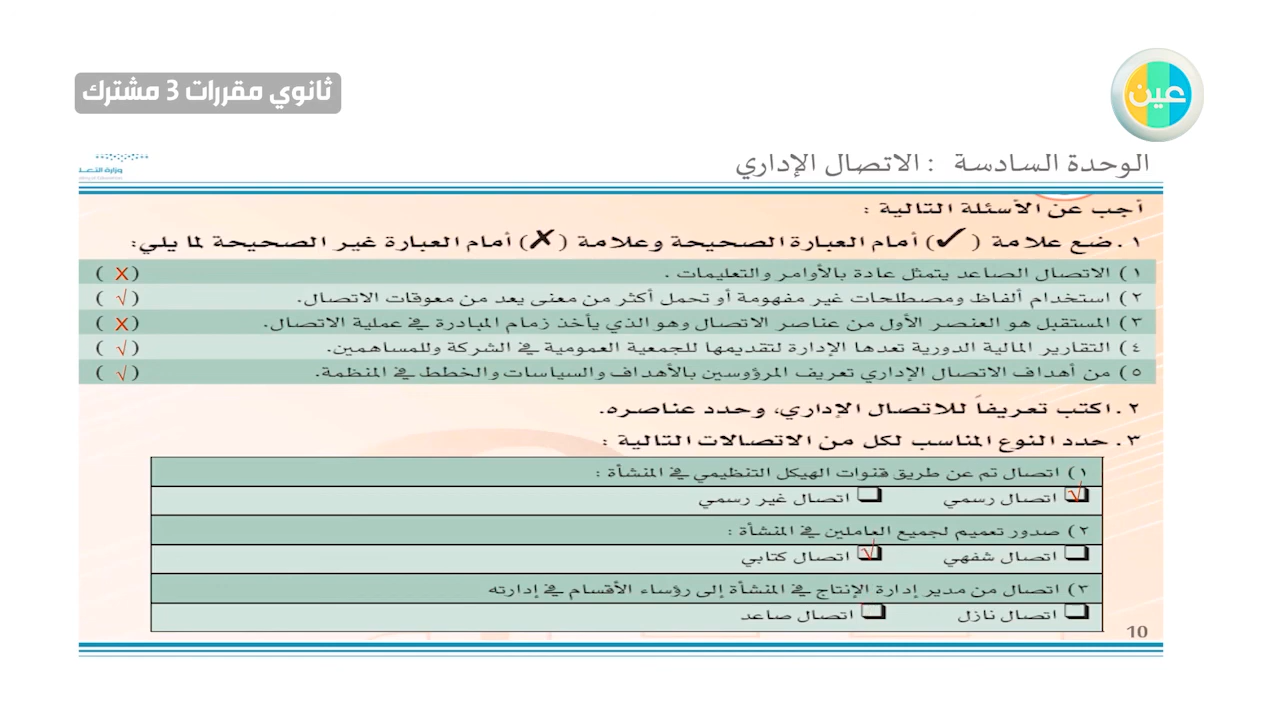 ثانوي مقررات 3 مشترك
عين
وزارة التعـلـ
الوحدة السادسة : الاتصال الإداري
أجب عن الأسئلة التالية :
١. ضع علامة (✓) أمام العبارة الصحيحة وعلامة (✗) أمام العبارة غير الصحيحة لما يلي:
١) الاتصال الصاعد يتمثل عادة بالأوامر والتعليمات . (X)
٢) استخدام ألفاظ ومصطلحات غير مفهومة أو تحمل أكثر من معنى يعد من معوقات الاتصال. (√)
٣) المستقبل هو العنصر الأول من عناصر الاتصال وهو الذي يأخذ زمام المبادرة في عملية الاتصال. (X)
٤) التقارير المالية الدورية تعدها الإدارة لتقديمها للجمعية العمومية في الشركة وللمساهمين. (√)
٥) من أهداف الاتصال الإداري تعريف المرؤوسين بالأهداف والسياسات والخطط في المنظمة. (√)
٢. اكتب تعريفاً للاتصال الإداري، وحدد عناصره.
٣. حدد النوع المناسب لكل من الاتصالات التالية :
١) اتصال تم عن طريق قنوات الهيكل التنظيمي في المنشأة :
√ اتصال رسمي ❑ اتصال غير رسمي
٢) صدور تعميم لجميع العاملين في المنشأة :
❑ اتصال شفهي √ اتصال كتابي
٣) اتصال من مدير إدارة الإنتاج في المنشأة إلى رؤساء الأقسام في إدارته
❑ اتصال نازل ❑ اتصال صاعد
10